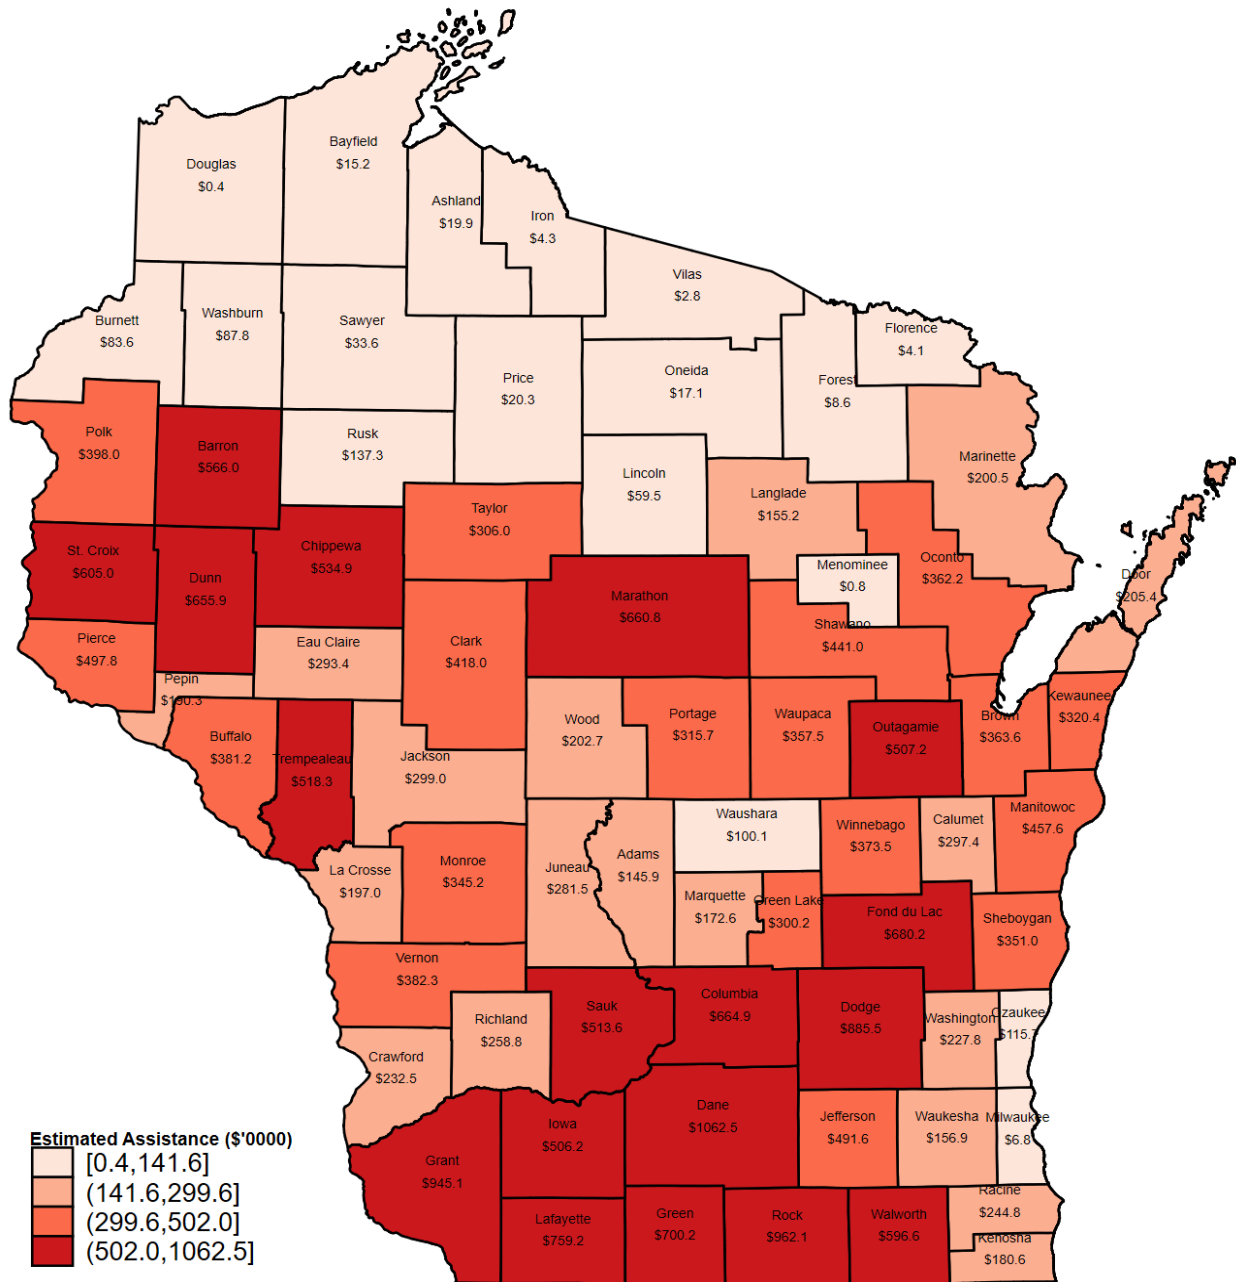 Bayfield
$15.2
Douglas
$0.4
Ashland
$19.9
Iron
$4.3
Vilas
$2.8
Burnett
$83.6
Washburn
$87.8
Sawyer
$33.6
Florence
$4.1
Price
$20.3
Oneida
$17.1
Forest
$8.6
Polk
$398.0
Barron
$566.0
Rusk
$137.3
Lincoln
$59.5
Marinette
$200.5
Langlade
$155.2
Taylor
$306.0
St. Croix
$605.0
Dunn
$655.9
Chippewa
$534.9
Marathon
$660.8
Menominee
$0.8
Oconto
$362.2
Door
$205.4
Pierce
$497.8
Eau Claire
$293.4
Clark
$418.0
Shawano
$441.0
Pepin
$190.3
Buffalo
$381.2
Trempealeau
$518.3
Jackson
$299.0
Wood
$202.7
Portage
$315.7
Waupaca
$357.5
Outagamie
$507.2
Brown
$363.6
Kewaunee
$320.4
Waushara
$100.1
Winnebago
$373.5
Calumet
$297.4
Manitowoc
$457.6
La Crosse
$197.0
Monroe
$345.2
Juneau
$281.5
Adams
$145.9
Marquette
$172.6
Green Lake
$300.2
Fond du Lac
$680.2
Sheboygan
$351.0
Vernon
$382.3
Richland
$258.8
Sauk
$513.6
Columbia
$664.9
Dodge
$885.5
Washington
$227.8
Ozaukee
$115.7
Crawford
$232.5
Iowa
$506.2
Dane
$1062.5
Jefferson
$491.6
Waukesha
$156.9
Milwaukee
$6.8
Grant
$945.1
Lafayette
$759.2
Green
$700.2
Rock
$962.1
Walworth
$596.6
Racine
$244.8
Kenosha
$180.6
Estimated Assistance ($'0000)
[0.4,141.6]
(141.6,299.6]
(299.6,502.0]
(502.0,1062.5]